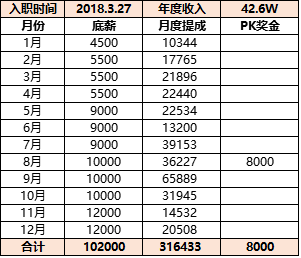 入职时间 2018.3.27 年度收入 42.6W
月份 底薪 月度提成 PK奖金
1月 4500 10344
2月 5500 17765
3月 5500 21896
4月 5500 22440
5月 9000 22534
6月 9000 13200
7月 9000 39153
8月 10000 36227 8000
9月 10000 65889
10月 10000 31945
11月 12000 14532
12月 12000 20508
合计 102000 316433 8000